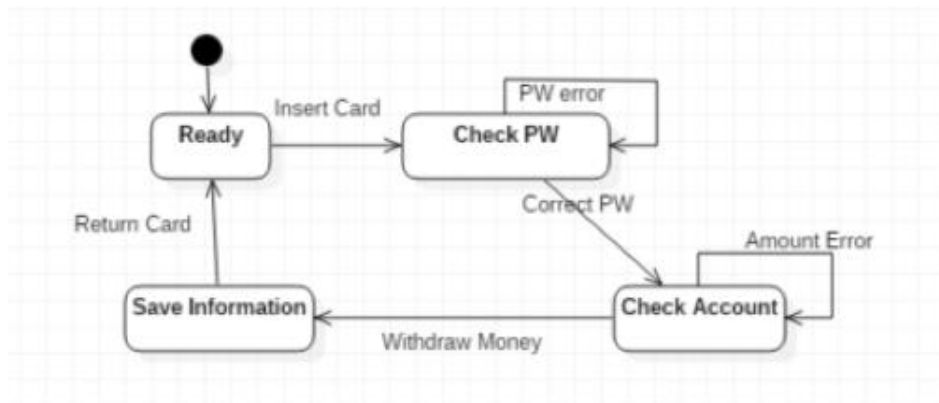 PW error
Insert Card
Ready
Check PW
Correct PW
Return Card
Amount Error
Save Information
Check Account
Withdraw Money